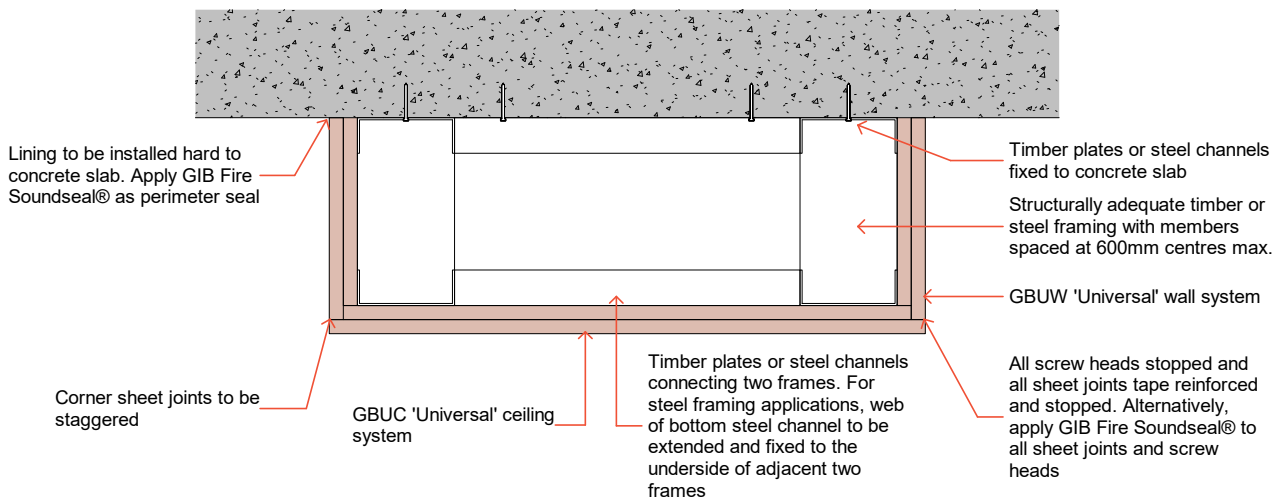 Lining to be installed hard to
concrete slab. Apply GIB Fire
Soundseal® as perimeter seal
Corner sheet joints to be
staggered
GBUC 'Universal' ceiling
system
Timber plates or steel channels
connecting two frames. For
steel framing applications, web
of bottom steel channel to be
extended and fixed to the
underside of adjacent two
frames
Timber plates or steel channels
fixed to concrete slab
Structurally adequate timber or
steel framing with members
spaced at 600mm centres max.
GBUW 'Universal' wall system
All screw heads stopped and
all sheet joints tape reinforced
and stopped. Alternatively,
apply GIB Fire Soundseal® to
all sheet joints and screw
heads